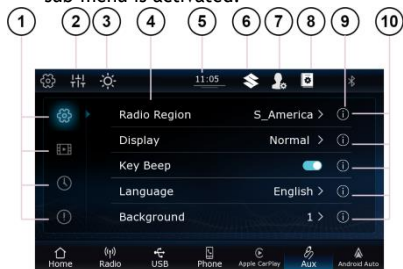 sub-menu is activated.
1 2 3 4 5 6 7 8 9 10
11:05
Radio Region S_America >
Display Normal >
Key Beep
Language English >
Background 1 >
Home Radio USB Phone Apple CarPlay Aux Android Auto